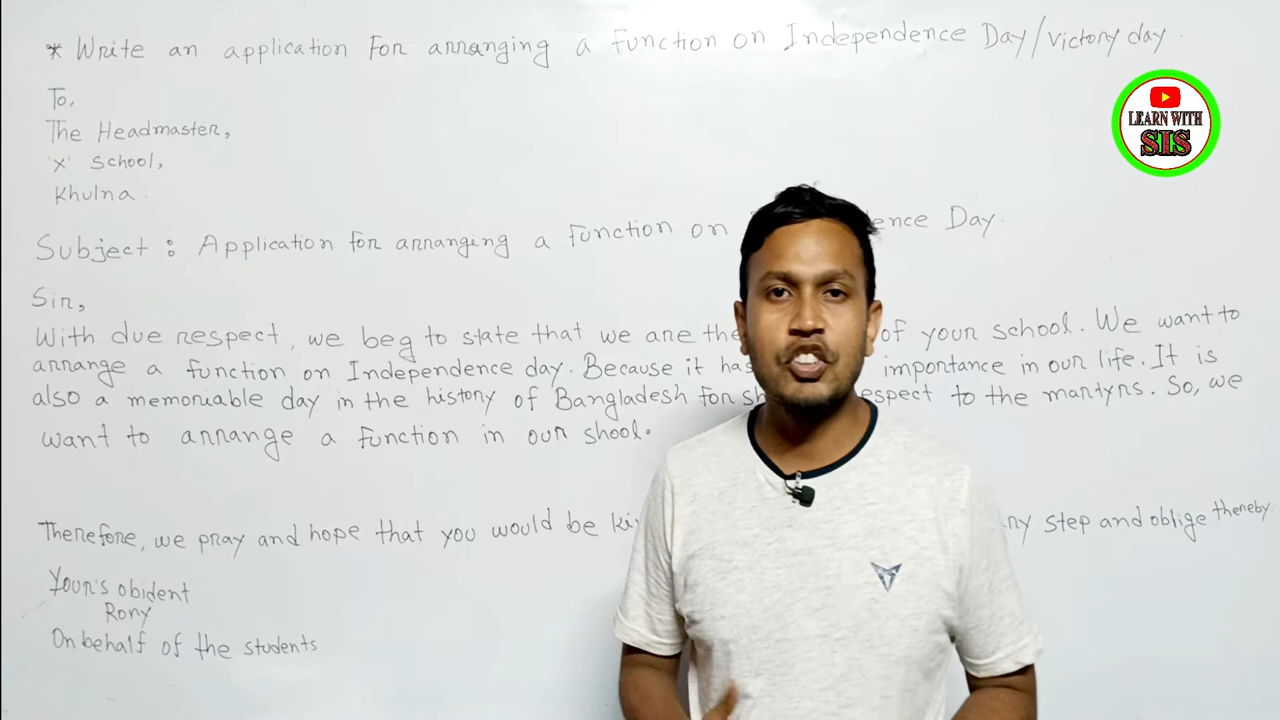 * Write an application for arranging a function on Independence Day/victory day.
LEARN WITH
SIS
To,
The Headmaster,
'X' School,
Khulna.
Subject : Application for arranging a function on ence Day.
Sir,
With due respect, we beg to state that we are the of your school. We want to
arrange a function on Independence day. Because it has importance in our life. It is
also a memoriable day in the history of Bangladesh for sh espect to the martyrs. So, we
want to arrange a function in our shool.
Therefore, we pray and hope that you would be ki ny step and oblige thereby.
Your's obident
Rony
On behalf of the students